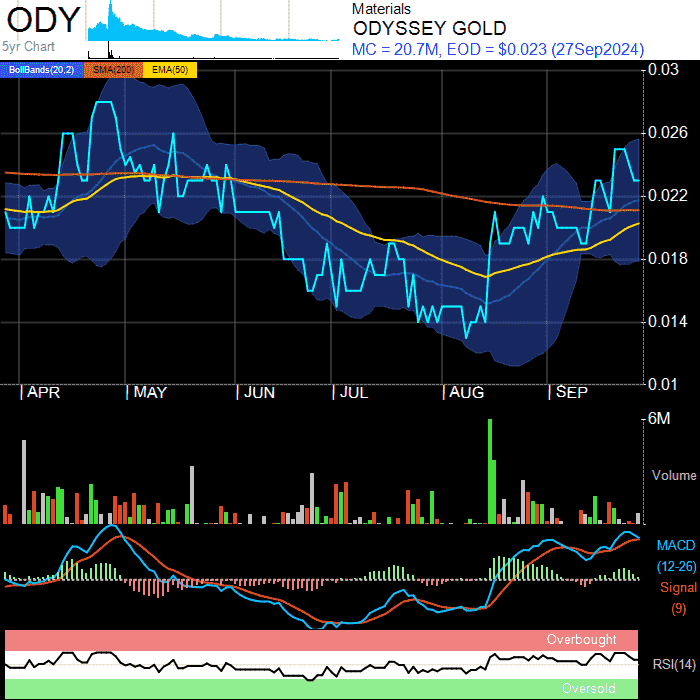 ODY
5yr Chart
Materials
ODYSSEY GOLD
MC = 20.7M, EOD = $0.023 (27Sep2024)
BollBands(20,2) SMA(200) EMA(50)
0.03
0.026
0.022
0.018
0.014
0.01
APR MAY JUN JUL AUG SEP
6M
Volume
MACD
(12-26)
Signal
(9)
Overbought
RSI(14)
Oversold